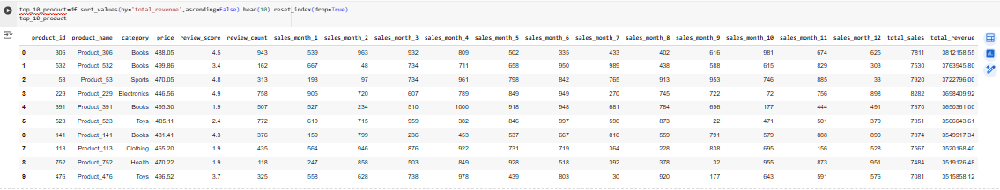 top_10_product=df.sort_values(by='total_revenue',ascending=False).head(10).reset_index(drop=True)
top_10_product
product_id product_name category price review_score review_count sales_month_1 sales_month_2 sales_month_3 sales_month_4 sales_month_5 sales_month_6 sales_month_7 sales_month_8 sales_month_9 sales_month_10 sales_month_11 sales_month_12 total_sales total_revenue
0 306 Product_306 Books 488.05 4.5 943 539 963 932 809 502 335 433 402 616 981 674 625 7811 3812158.55
1 532 Product_532 Books 499.86 3.4 162 667 48 734 711 658 950 989 438 588 615 829 303 7530 3763945.80
2 53 Product_53 Sports 470.05 4.8 313 193 97 734 961 798 842 765 913 953 746 885 33 7920 3722796.00
3 229 Product_229 Electronics 446.56 4.9 758 905 720 607 789 849 949 270 745 722 72 756 898 8282 3698409.92
4 391 Product_391 Books 495.30 1.9 507 527 234 510 1000 918 948 681 784 656 177 444 491 7370 3650361.00
5 523 Product_523 Toys 485.11 2.4 772 619 715 959 382 846 997 596 873 22 471 501 370 7351 3566043.61
6 141 Product_141 Books 481.41 4.3 376 159 799 236 453 537 667 816 559 791 579 888 890 7374 3549917.34
7 113 Product_113 Clothing 465.20 1.9 435 564 946 876 922 731 719 364 228 838 695 156 528 7567 3520168.40
8 752 Product_752 Health 470.22 1.9 118 247 858 503 849 928 518 392 378 32 955 873 951 7484 3519126.48
9 476 Product_476 Toys 496.52 3.7 325 558 628 738 978 439 803 30 920 177 643 591 576 7081 3515858.12